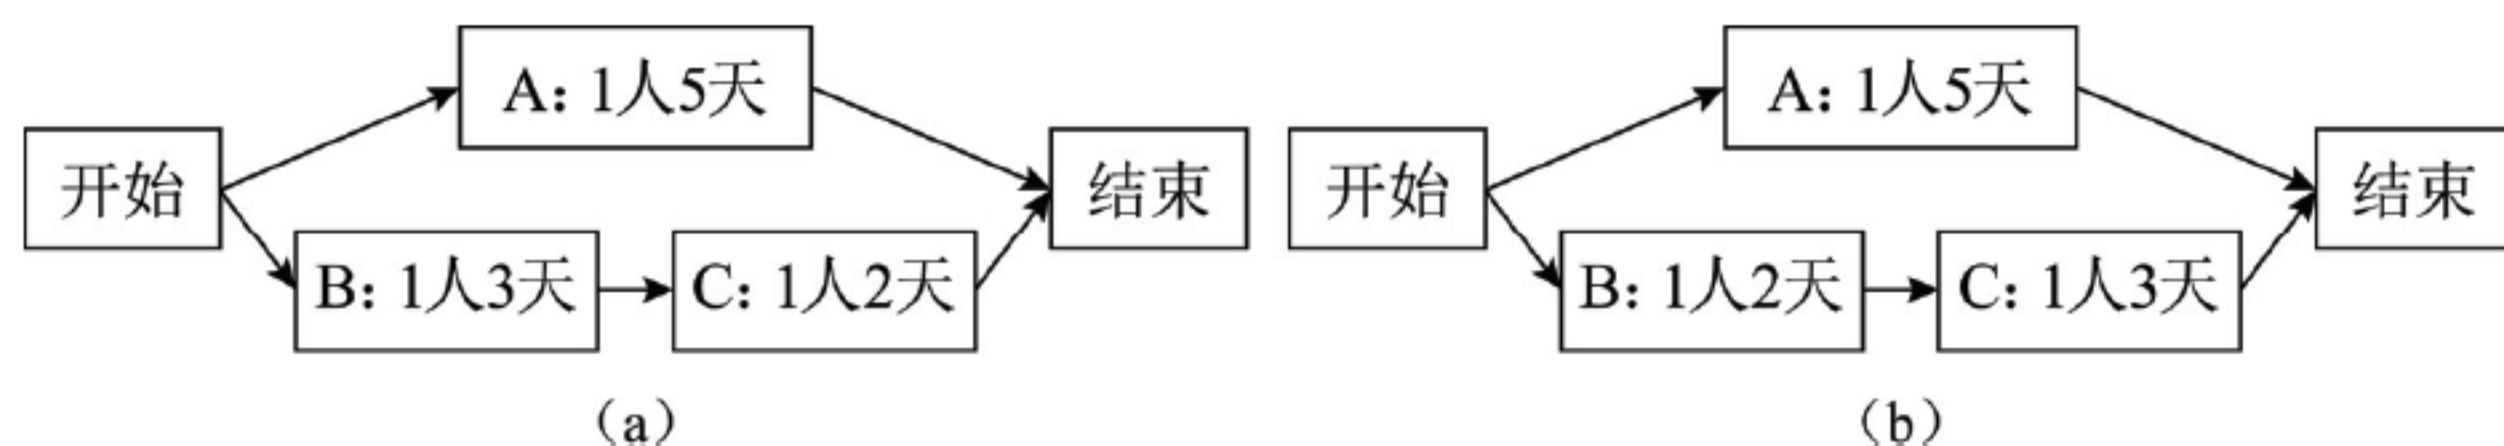 A：1人5天
开始
结束
B：1人3天
C：1人2天
（a）
A：1人5天
开始
结束
B：1人2天
C：1人3天
（b）